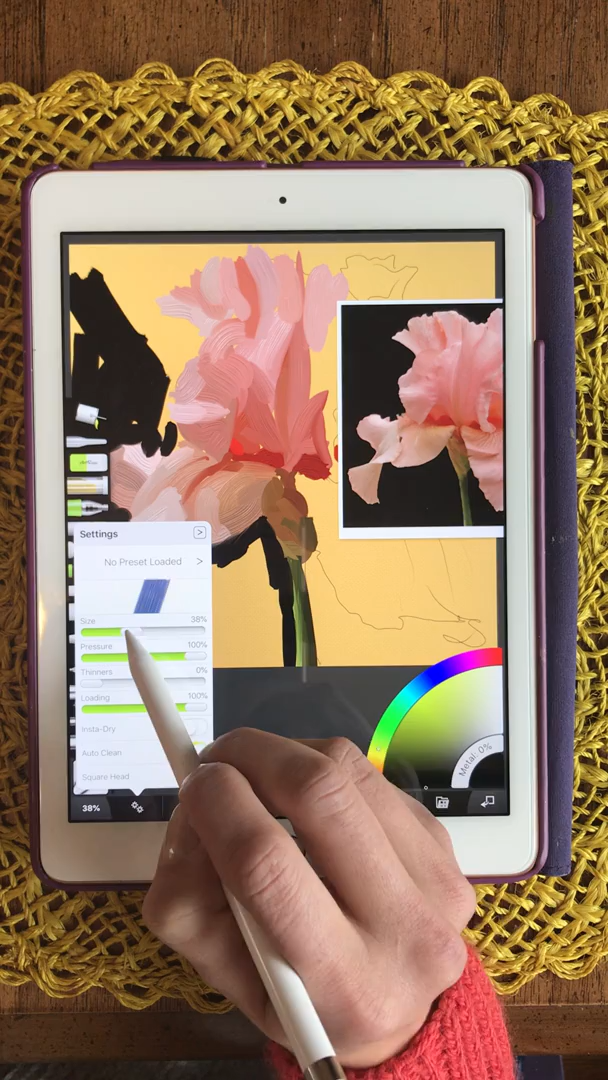 Settings
No Preset Loaded
Size 38%
Pressure 100%
Thinners 0%
Loading 100%
Insta-Dry
Auto Clean
Square Head
38%
Metal 0%